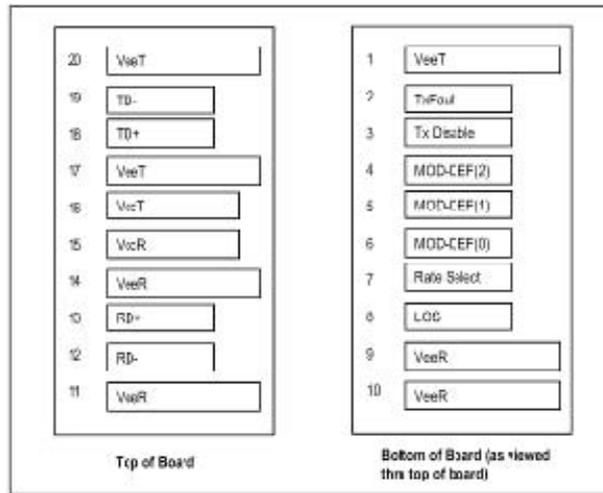 20 VeeT
19 TD-
18 TD+
17 VeeT
16 VccT
15 VccR
14 VeeR
13 RD+
12 RD-
11 VeeR
Top of Board
1 VeeT
2 TxFault
3 Tx Disable
4 MOD-DEF(2)
5 MOD-DEF(1)
6 MOD-DEF(0)
7 Rate Select
8 LOS
9 VeeR
10 VeeR
Bottom of Board (as viewed
thru top of board)